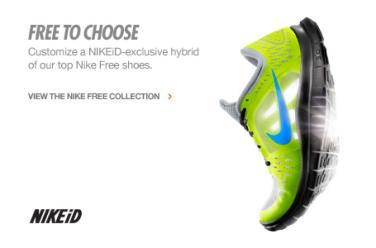 FREE TO CHOOSE
Customize a NIKEiD-exclusive hybrid
of our top Nike Free shoes.
VIEW THE NIKE FREE COLLECTION >
NIKEiD